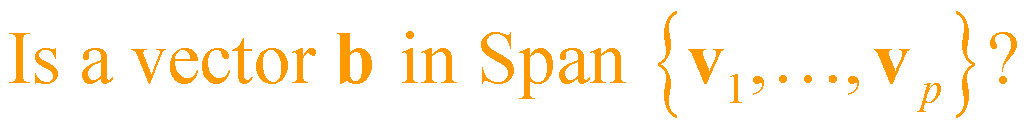 Is a vector b in Span {v₁,…,vₚ}?